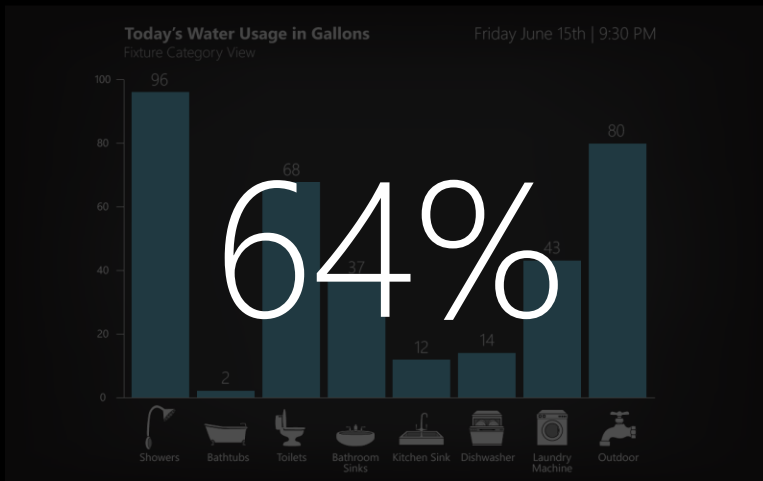 Today's Water Usage in Gallons
Friday June 15th | 9:30 PM
Fixture Category View
100
96
80
80
68
60
64%
43
40
37
20
14
12
2
0
Showers
Bathtubs
Toilets
Bathroom
Sinks
Kitchen Sink
Dishwasher
Laundry
Machine
Outdoor